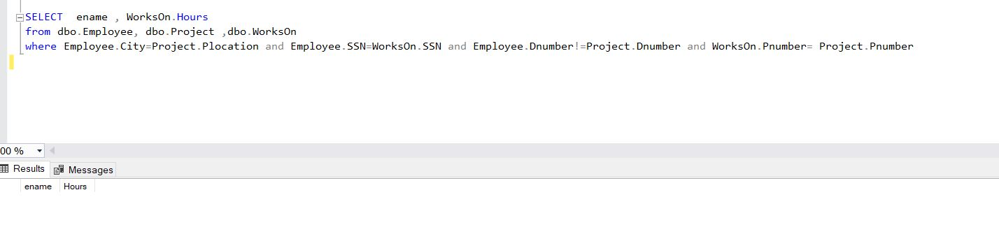 SELECT  ename , WorksOn.Hours
from dbo.Employee, dbo.Project ,dbo.WorksOn
where Employee.City=Project.Plocation and Employee.SSN=WorksOn.SSN and Employee.Dnumber!=Project.Dnumber and WorksOn.Pnumber= Project.Pnumber
00 %
Results Messages
ename Hours